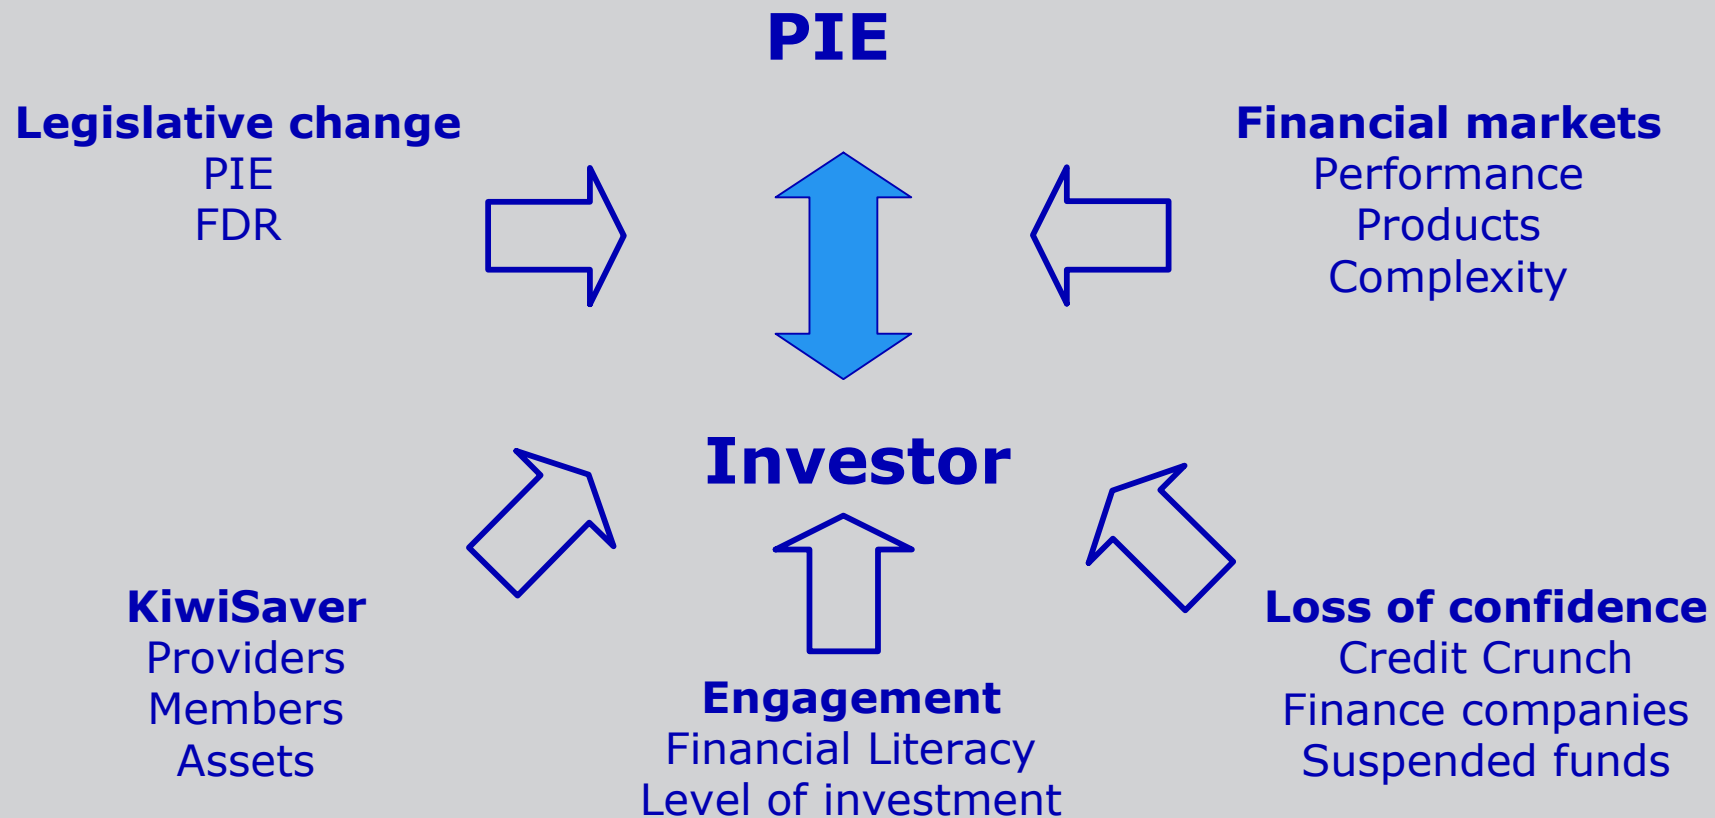 PIE
Legislative change
PIE
FDR
Financial markets
Performance
Products
Complexity
Investor
KiwiSaver
Providers
Members
Assets
Engagement
Financial Literacy
Level of investment
Loss of confidence
Credit Crunch
Finance companies
Suspended funds